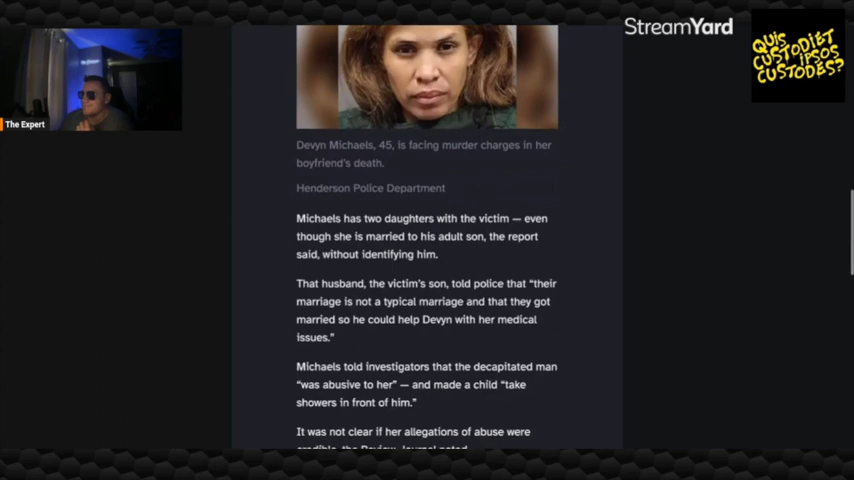 StreamYard
QUIS
CUSTODIET
IPSOS
CUSTODES?
The Expert
Devyn Michaels, 45, is facing murder charges in her
boyfriend's death.
Henderson Police Department
Michaels has two daughters with the victim — even
though she is married to his adult son, the report
said, without identifying him.
That husband, the victim's son, told police that "their
marriage is not a typical marriage and that they got
married so he could help Devyn with her medical
issues."
Michaels told investigators that the decapitated man
"was abusive to her" — and made a child "take
showers in front of him."
It was not clear if her allegations of abuse were
credible, the Review-Journal noted.